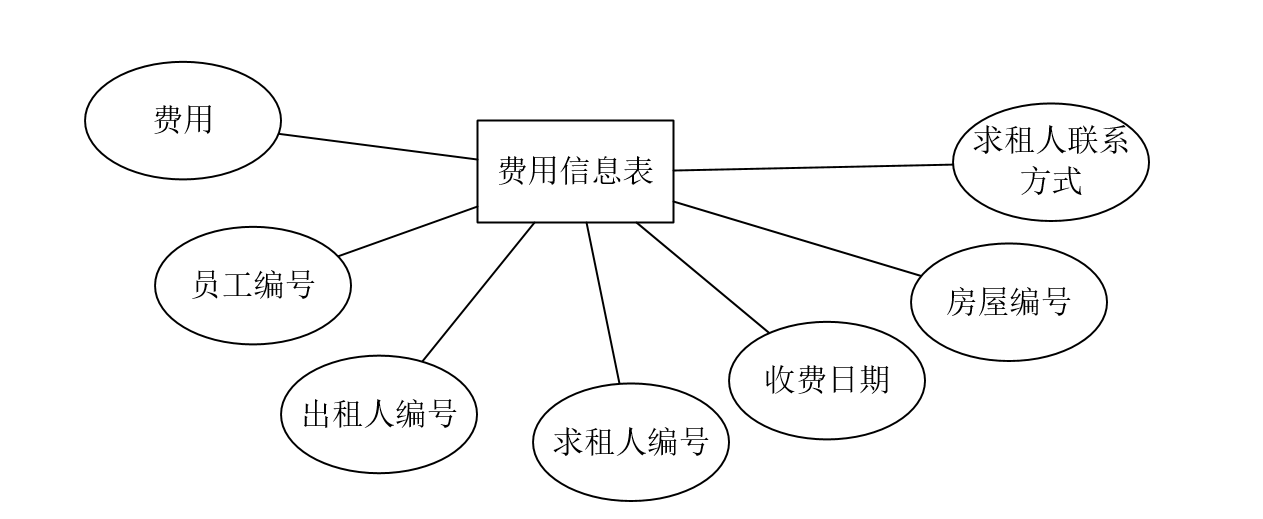 费用
费用信息表
求租人联系
方式
员工编号
房屋编号
出租人编号
求租人编号
收费日期